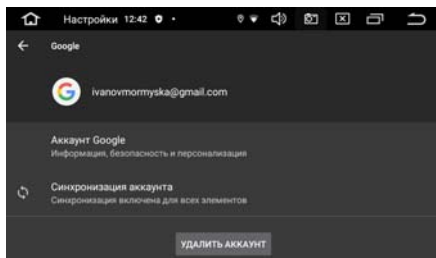 Настройки 12:42
Google
ivanovmormyska@gmail.com
Аккаунт Google
Информация, безопасность и персонализация
Синхронизация аккаунта
Синхронизация включена для всех элементов
УДАЛИТЬ АККАУНТ